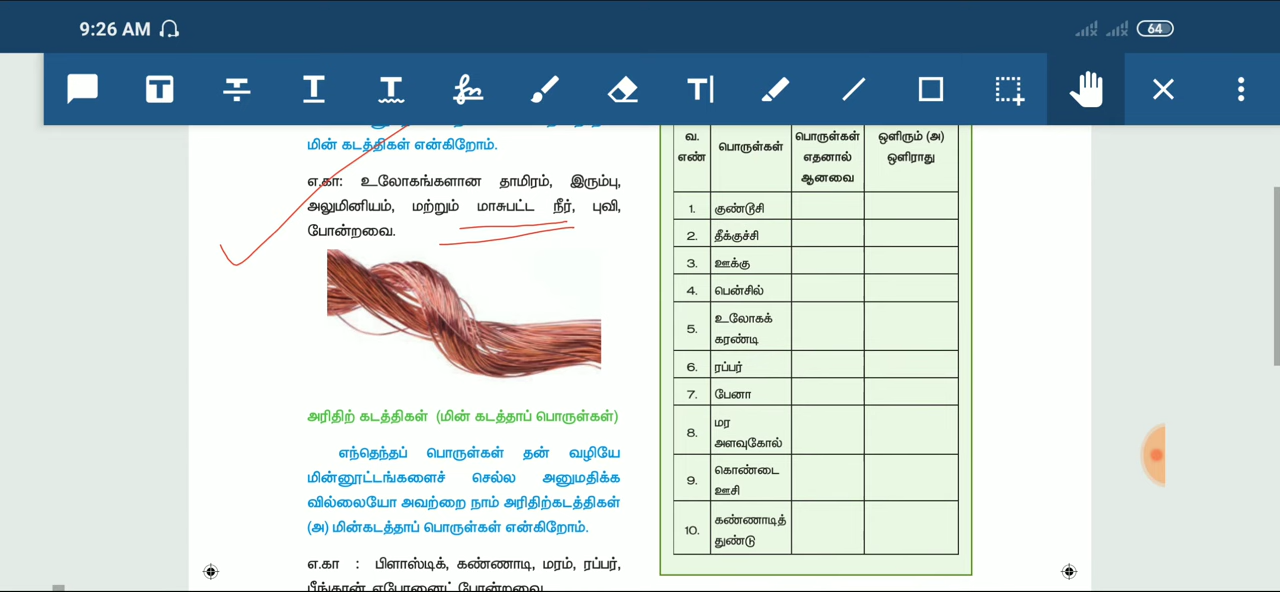 9:26 AM
64
மின் கடத்திகள் என்கிறோம்.
எ.கா: உலோகங்களான தாமிரம், இரும்பு,
அலுமினியம், மற்றும் மாசுபட்ட நீர், புவி,
போன்றவை.
அரிதிற் கடத்திகள் (மின் கடத்தாப் பொருள்கள்)
எந்தெந்தப் பொருள்கள் தன் வழியே
மின்னூட்டங்களைச் செல்ல அனுமதிக்க
வில்லையோ அவற்றை நாம் அரிதிற்கடத்திகள்
(அ) மின்கடத்தாப் பொருள்கள் என்கிறோம்.
எ.கா : பிளாஸ்டிக், கண்ணாடி, மரம், ரப்பர்,
பீங்கான், எபோனைட் போன்றவை
வ. எண் பொருள்கள் பொருள்கள் எதனால் ஆனவை ஒளிரும் (அ) ஒளிராது
1. குண்டூசி
2. தீக்குச்சி
3. ஊக்கு
4. பென்சில்
5. உலோகக் கரண்டி
6. ரப்பர்
7. பேனா
8. மர அளவுகோல்
9. கொண்டை ஊசி
10. கண்ணாடித் துண்டு